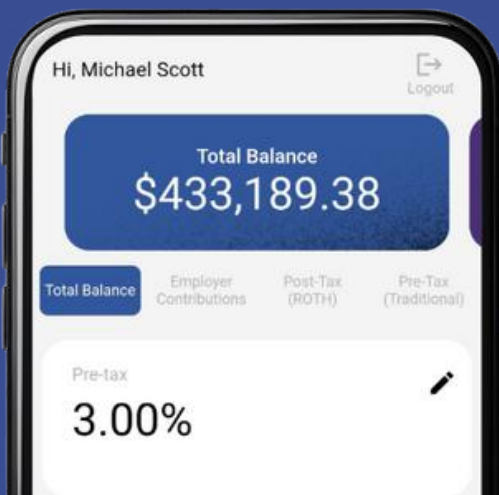 Hi, Michael Scott
Logout
Total Balance
$433,189.38
Total Balance
Employer
Contributions
Post-Tax
(ROTH)
Pre-Tax
(Traditional)
Pre-tax
3.00%